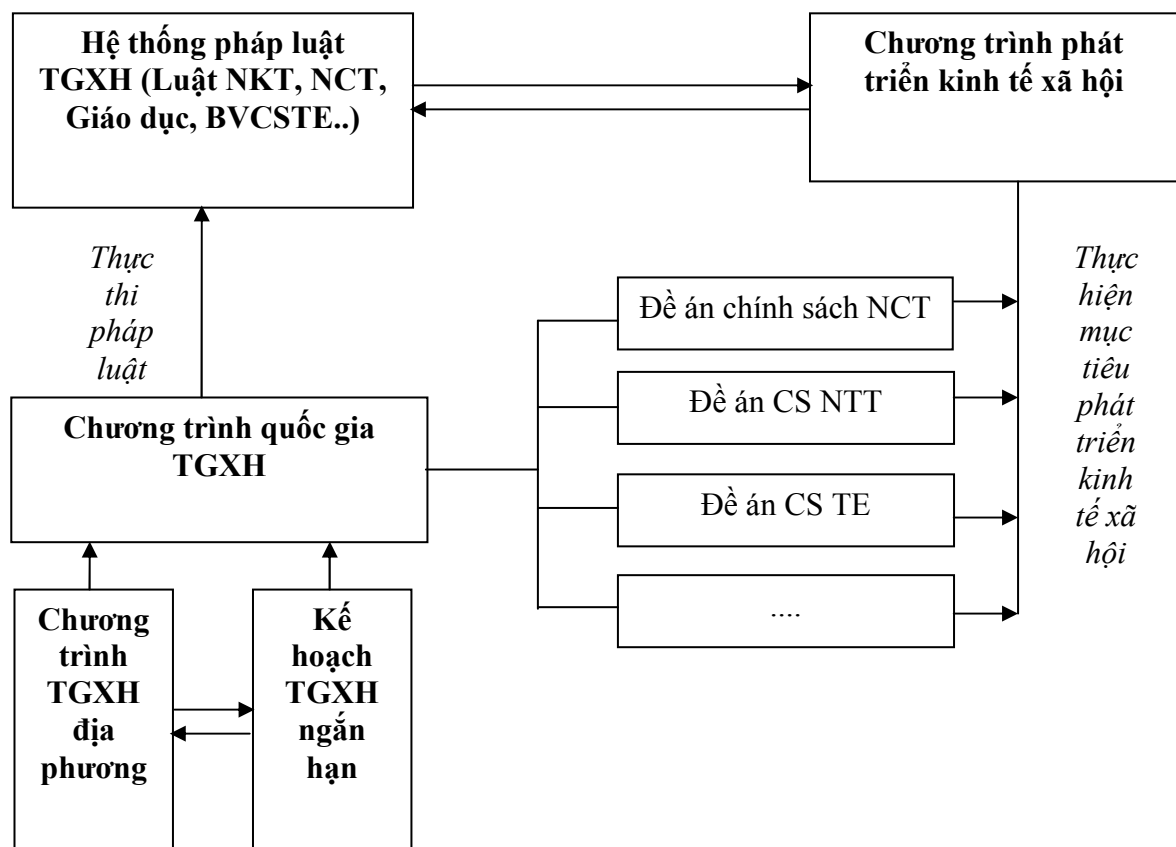 Hệ thống pháp luật
TGXH (Luật NKT, NCT,
Giáo dục, BVCSTE..)
Chương trình phát
triển kinh tế xã hội
Thực
thi
pháp
luật
Đề án chính sách NCT
Đề án CS NTT
Đề án CS TE
....
Thực
hiện
mục
tiêu
phát
triển
kinh
tế xã
hội
Chương trình quốc gia
TGXH
Chương
trình
TGXH
địa
phương
Kế
hoạch
TGXH
ngắn
hạn